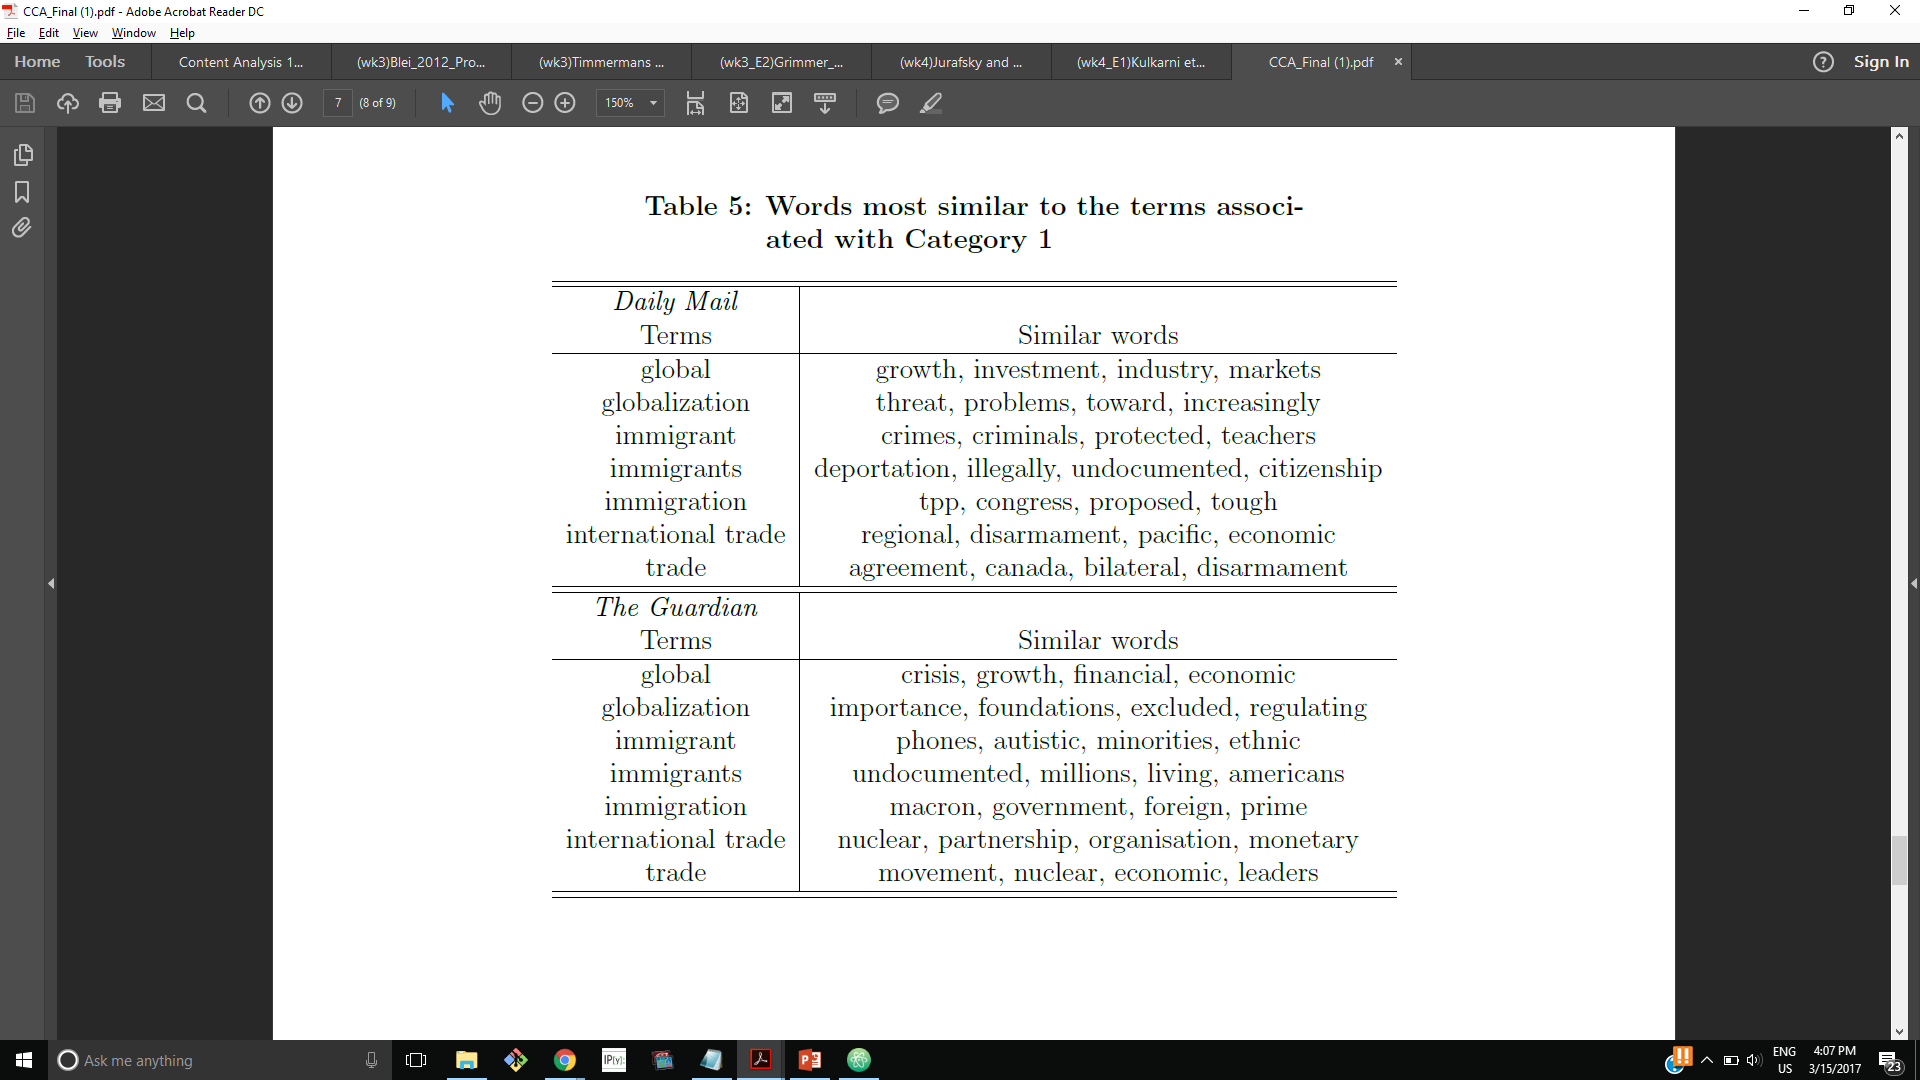 CCA_Final (1).pdf - Adobe Acrobat Reader DC
File Edit View Window Help
Home Tools Content Analysis 1... (wk3)Blei_2012_Pro... (wk3)Timmermans ... (wk3_E2)Grimmer_... (wk4)Jurafsky and ... (wk4_E1)Kulkarni et... CCA_Final (1).pdf × ? Sign In
7 (8 of 9) 150%
Table 5: Words most similar to the terms associ-
ated with Category 1
Daily Mail
Terms Similar words
global growth, investment, industry, markets
globalization threat, problems, toward, increasingly
immigrant crimes, criminals, protected, teachers
immigrants deportation, illegally, undocumented, citizenship
immigration tpp, congress, proposed, tough
international trade regional, disarmament, pacific, economic
trade agreement, canada, bilateral, disarmament
The Guardian
Terms Similar words
global crisis, growth, financial, economic
globalization importance, foundations, excluded, regulating
immigrant phones, autistic, minorities, ethnic
immigrants undocumented, millions, living, americans
immigration macron, government, foreign, prime
international trade nuclear, partnership, organisation, monetary
trade movement, nuclear, economic, leaders
Ask me anything
IP[y]:
ENG
US
4:07 PM
3/15/2017
23